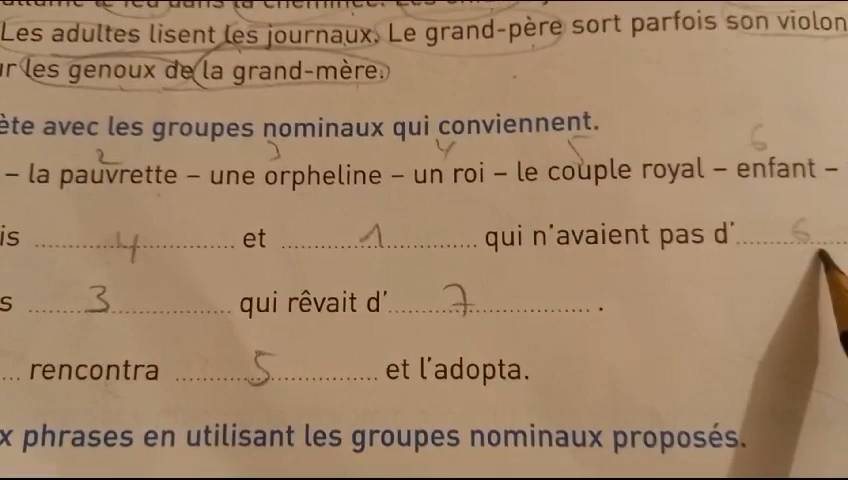 Les adultes lisent les journaux. Le grand-père sort parfois son violon
les genoux de la grand-mère.
avec les groupes nominaux qui conviennent.
2 3 4 5 6
– la pauvrette – une orpheline – un roi – le couple royal – enfant –
4 et 1 qui n'avaient pas d' 6
3 qui rêvait d' 7 .
rencontra 5 et l'adopta.
phrases en utilisant les groupes nominaux proposés.